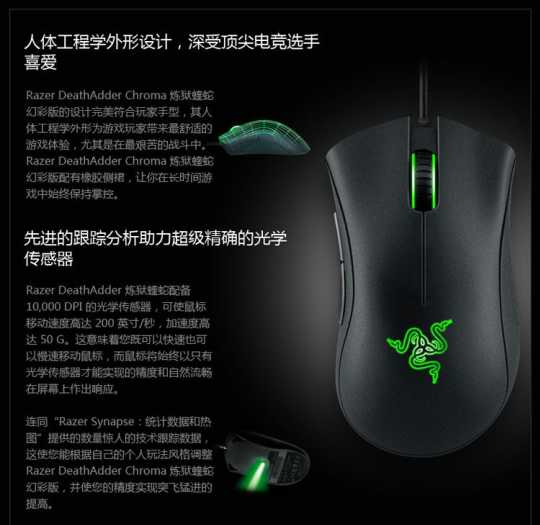 人体工程学外形设计，深受顶尖电竞选手
喜爱
Razer DeathAdder Chroma 炼狱蝰蛇
幻彩版的设计完美符合玩家手型，其人
体工程学外形为游戏玩家带来最舒适的
游戏体验，尤其是在最艰苦的战斗中。
Razer DeathAdder Chroma 炼狱蝰蛇
幻彩版配有橡胶侧裙，让你在长时间游
戏中始终保持掌控。
先进的跟踪分析助力超级精确的光学
传感器
Razer DeathAdder 炼狱蝰蛇配备
10,000 DPI 的光学传感器，可使鼠标
移动速度高达 200 英寸/秒，加速度高
达 50 G。这意味着您既可以快速也可
以慢速移动鼠标，而鼠标将始终以只有
光学传感器才能实现的精度和自然流畅
在屏幕上作出响应。
连同“Razer Synapse：统计数据和热
图”提供的数量惊人的技术跟踪数据，
这使您能根据自己的个人玩法风格调整
Razer DeathAdder Chroma 炼狱蝰蛇
幻彩版，并使您的精度实现突飞猛进的
提高。